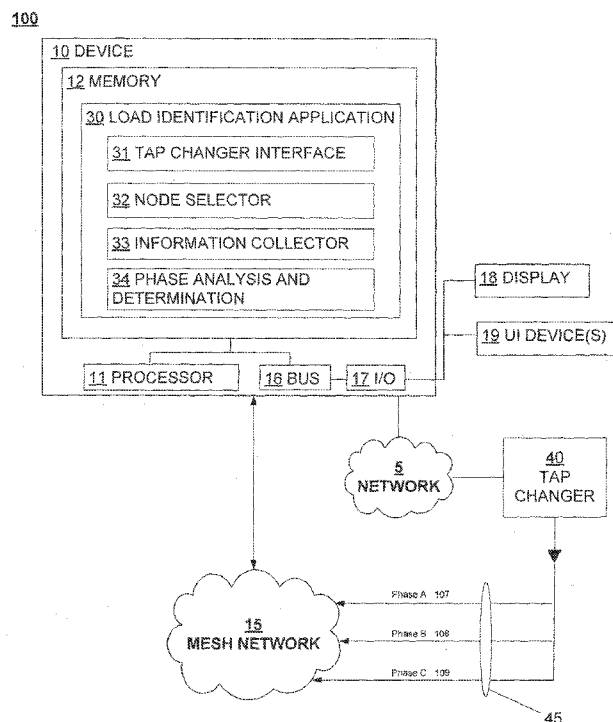 100
10 DEVICE
12 MEMORY
30 LOAD IDENTIFICATION APPLICATION
31 TAP CHANGER INTERFACE
32 NODE SELECTOR
33 INFORMATION COLLECTOR
34 PHASE ANALYSIS AND
DETERMINATION
18 DISPLAY
19 UI DEVICE(S)
11 PROCESSOR
16 BUS
17 I/O
5
NETWORK
40
TAP
CHANGER
15
MESH NETWORK
Phase A 107
Phase B 108
Phase C 109
45